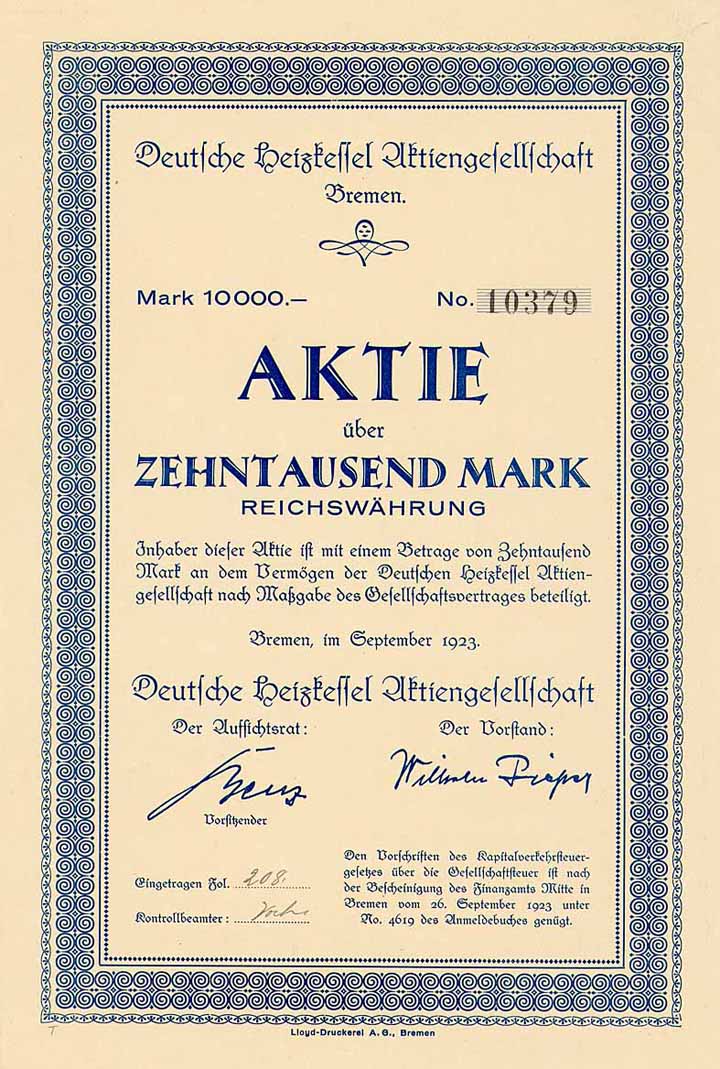 Deutsche Heizkessel Aktiengesellschaft
Bremen.
Mark 10000.—
No. 10379
AKTIE
über
ZEHNTAUSEND MARK
REICHSWÄHRUNG
Inhaber dieser Aktie ist mit einem Betrage von Zehntausend
Mark an dem Vermögen der Deutschen Heizkessel Aktien-
gesellschaft nach Maßgabe des Gesellschaftsvertrages beteiligt.
Bremen, im September 1923.
Deutsche Heizkessel Aktiengesellschaft
Der Aufsichtsrat:
Der Vorstand:
Wilhelm
Vorsitzender
Eingetragen Fol. 208.
Kontrollbeamter:
Den Vorschriften des Kapitalverkehrsteuer-
gesetzes über die Gesellschaftsteuer ist nach
der Bescheinigung des Finanzamts Mitte in
Bremen vom 26. September 1923 unter
No. 4619 des Anmeldebuches genügt.
T
Lloyd-Druckerei A. G., Bremen